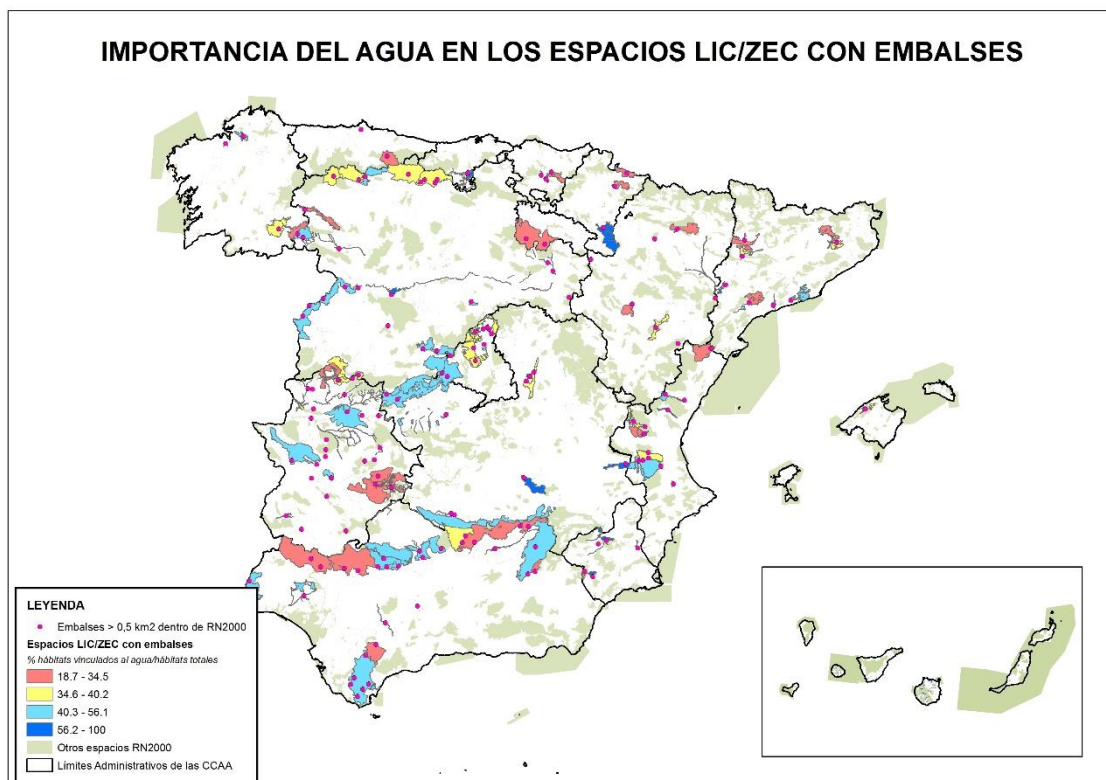 IMPORTANCIA DEL AGUA EN LOS ESPACIOS LIC/ZEC CON EMBALSES
LEYENDA
Embalses > 0,5 km2 dentro de RN2000
Espacios LIC/ZEC con embalses
% hábitats vinculados al agua/hábitats totales
18.7 - 34.5
34.6 - 40.2
40.3 - 56.1
56.2 - 100
Otros espacios RN2000
Límites Administrativos de las CCAA